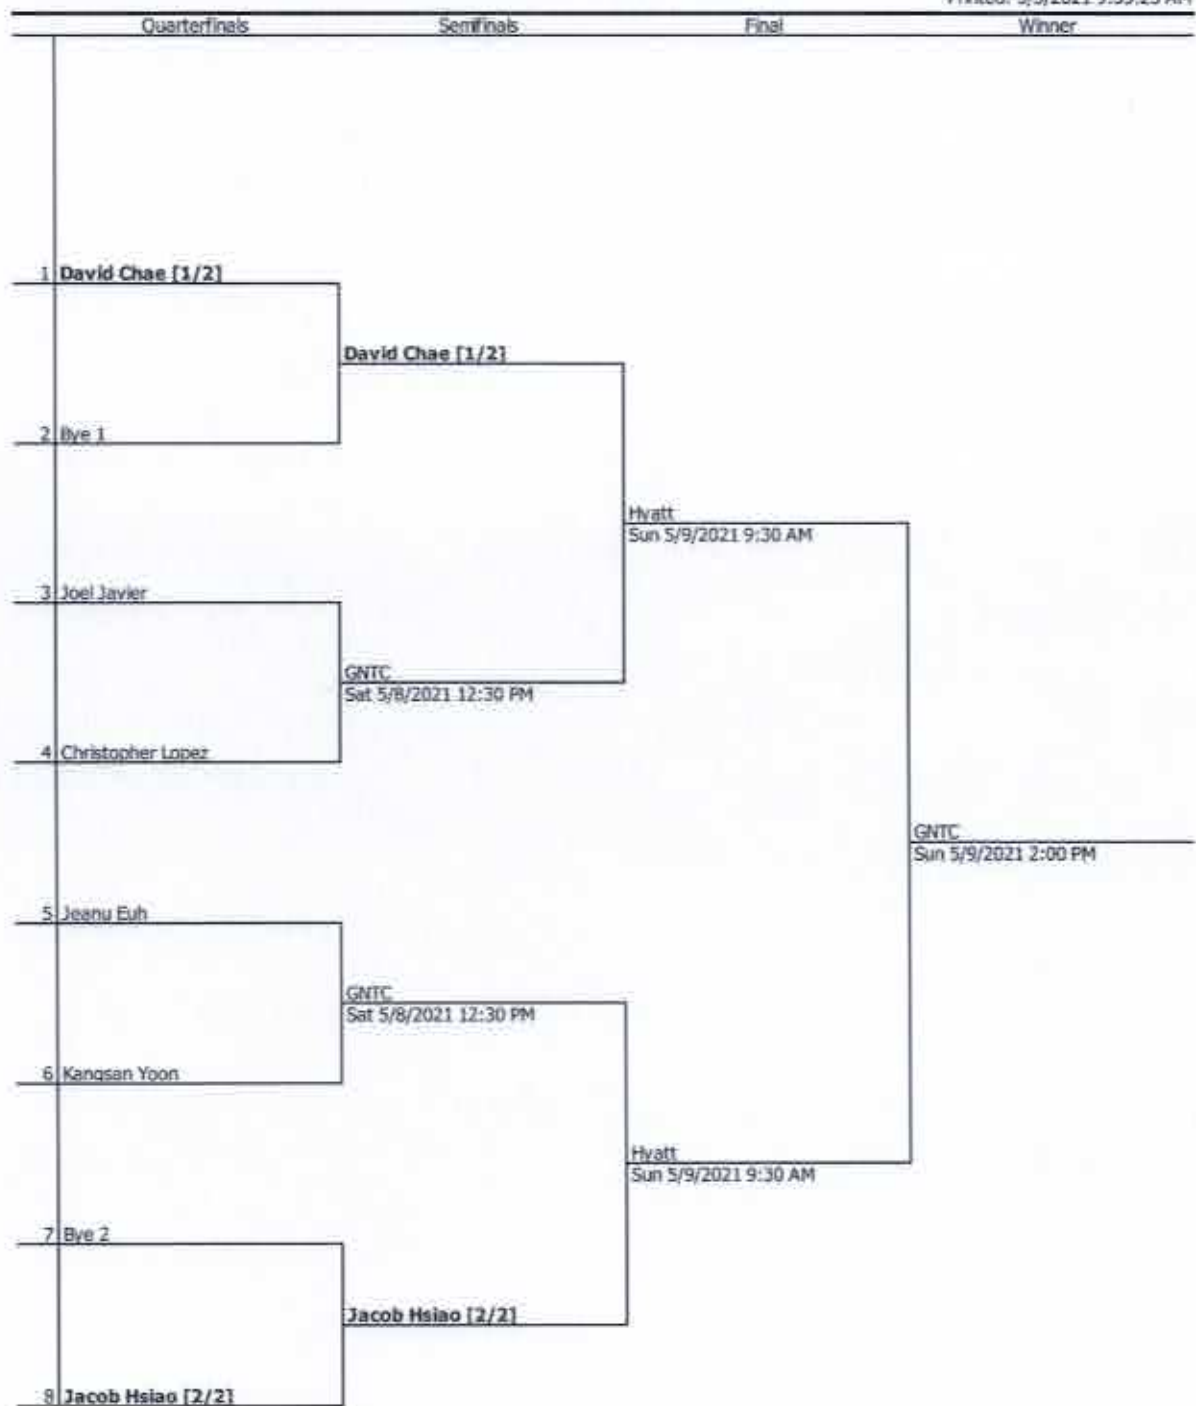 Quarterfinals Semifinals Final Winner
1 David Chae [1/2]
David Chae [1/2]
2 Bye 1
Hyatt
Sun 5/9/2021 9:30 AM
3 Joel Javier
GNTC
Sat 5/8/2021 12:30 PM
4 Christopher Lopez
GNTC
Sun 5/9/2021 2:00 PM
5 Jeanu Euh
GNTC
Sat 5/8/2021 12:30 PM
6 Kangsan Yoon
Hyatt
Sun 5/9/2021 9:30 AM
7 Bye 2
Jacob Hsiao [2/2]
8 Jacob Hsiao [2/2]